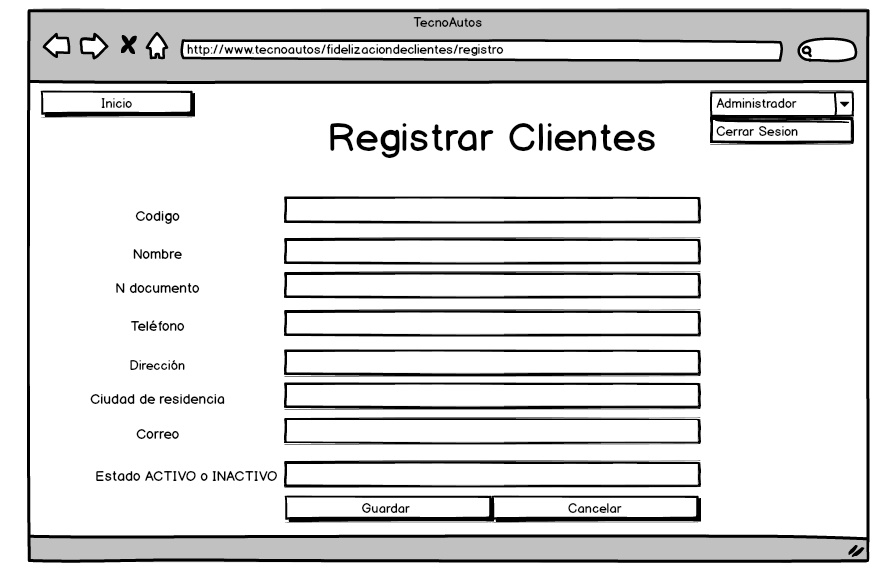 TecnoAutos
http://www.tecnoautos/fidelizaciondeclientes/registro
Inicio
Administrador
Cerrar Sesion
Registrar Clientes
Codigo
Nombre
N documento
Teléfono
Dirección
Ciudad de residencia
Correo
Estado ACTIVO o INACTIVO
Guardar
Cancelar